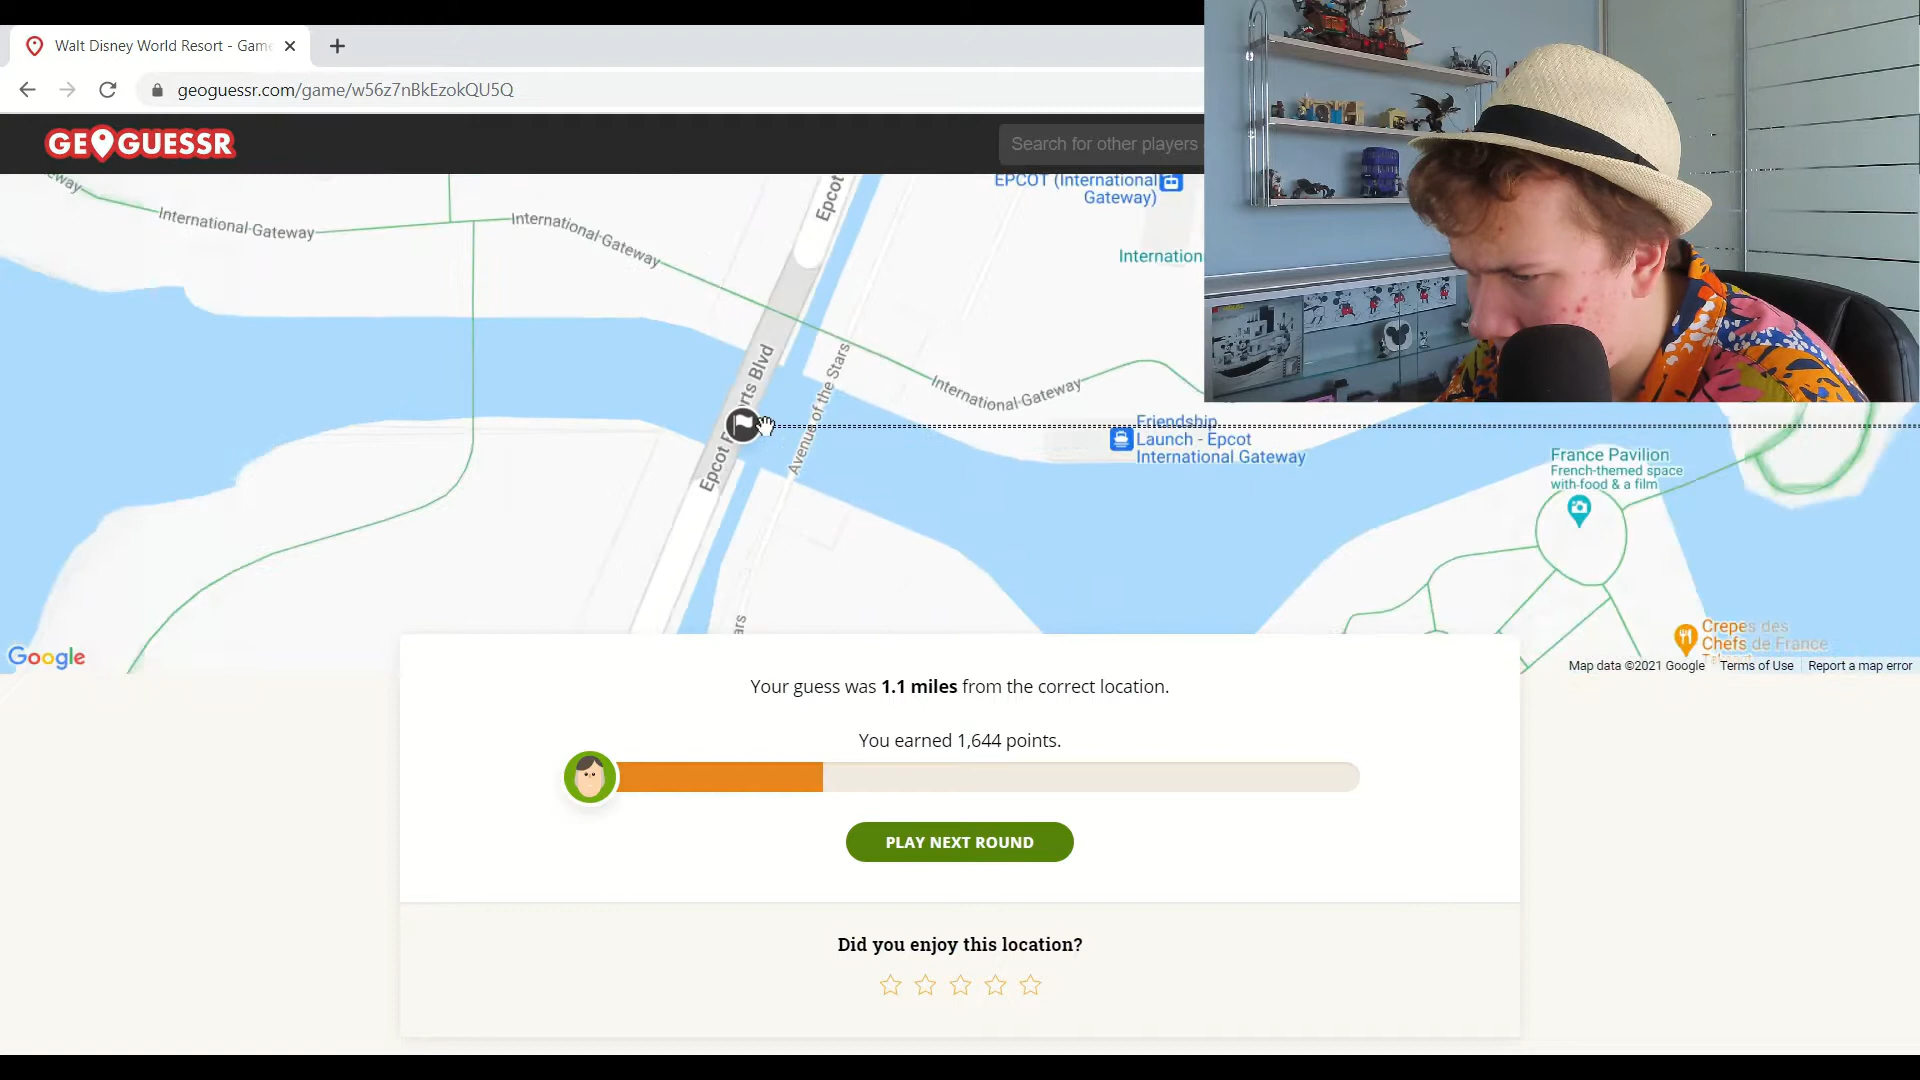 Walt Disney World Resort - Game
geoguessr.com/game/w56z7nBkEzokQU5Q
GEOGUESSR
Search for other players
way
International Gateway
International Gateway
Epcot
EPCOT (International
Gateway)
Internation
Epcot R
rts Blvd
Avenue of the Stars
International Gateway
Friendship
Launch - Epcot
International Gateway
France Pavilion
French-themed space
with food & a film
ars
Crepes des
Chefs de France
Google
Map data ©2021 Google
Terms of Use
Report a map error
Your guess was 1.1 miles from the correct location.
You earned 1,644 points.
PLAY NEXT ROUND
Did you enjoy this location?